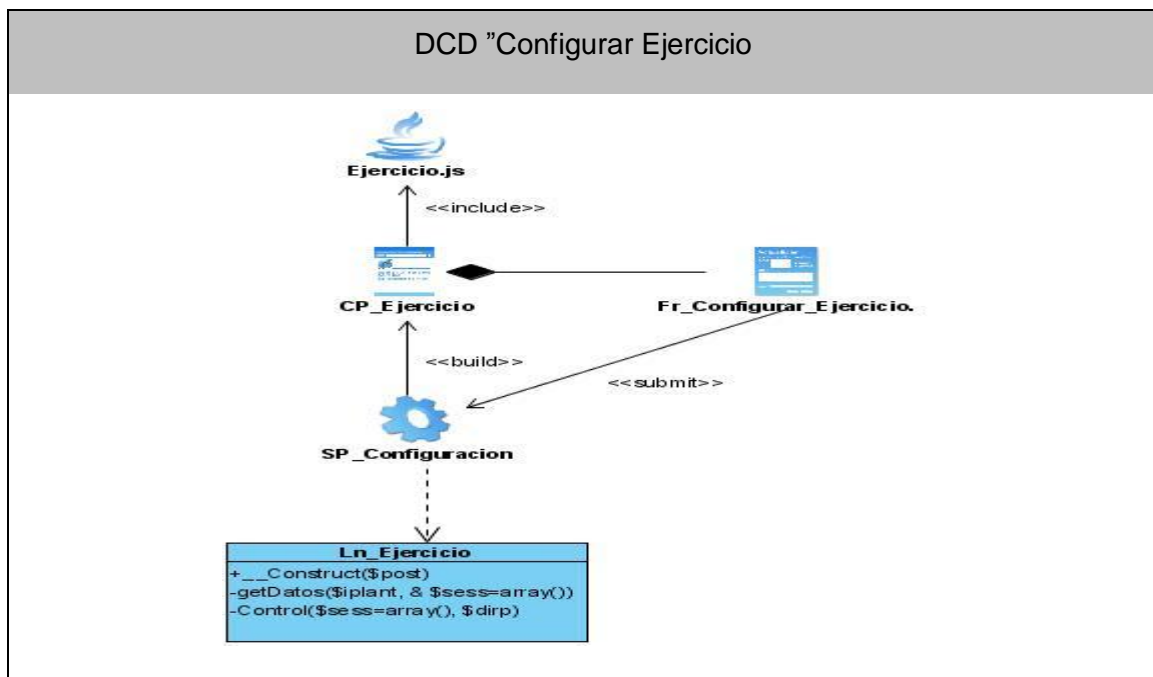 DCD ”Configurar Ejercicio
Ejercicio.js
<<include>>
CP_Ejercicio
Fr_Configurar_Ejercicio.
<<build>>
<<submit>>
SP_Configuracion
Ln_Ejercicio
+__Construct($post)
-getDatos($iplant, & $sess=array())
-Control($sess=array(), $dirp)